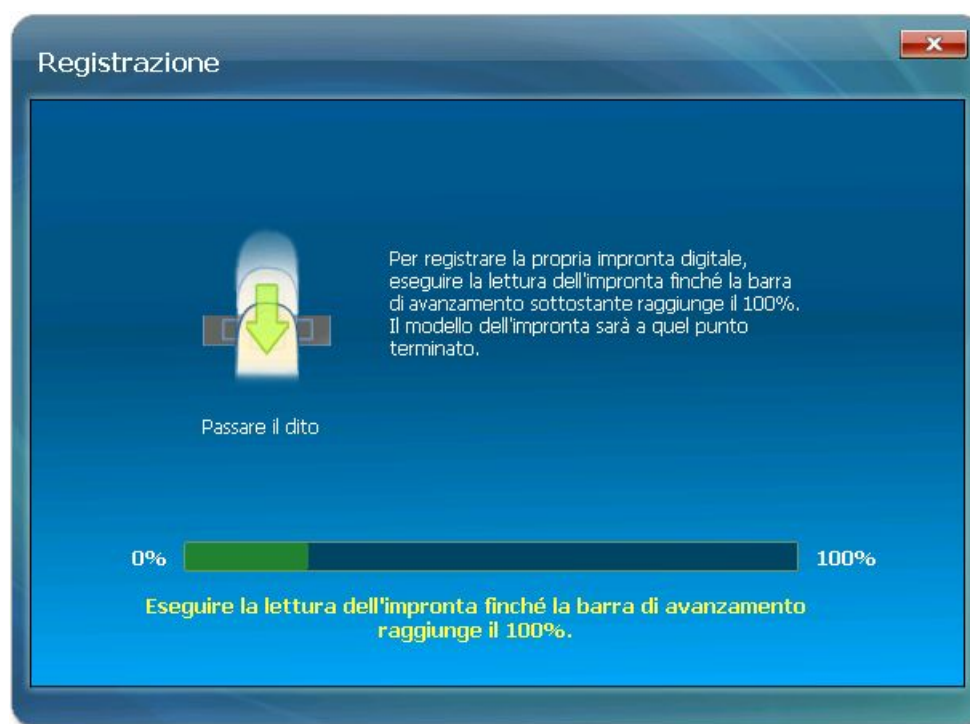 Registrazione
Per registrare la propria impronta digitale,
eseguire la lettura dell'impronta finché la barra
di avanzamento sottostante raggiunge il 100%.
Il modello dell'impronta sarà a quel punto
terminato.
Passare il dito
0%
100%
Eseguire la lettura dell'impronta finché la barra di avanzamento
raggiunge il 100%.